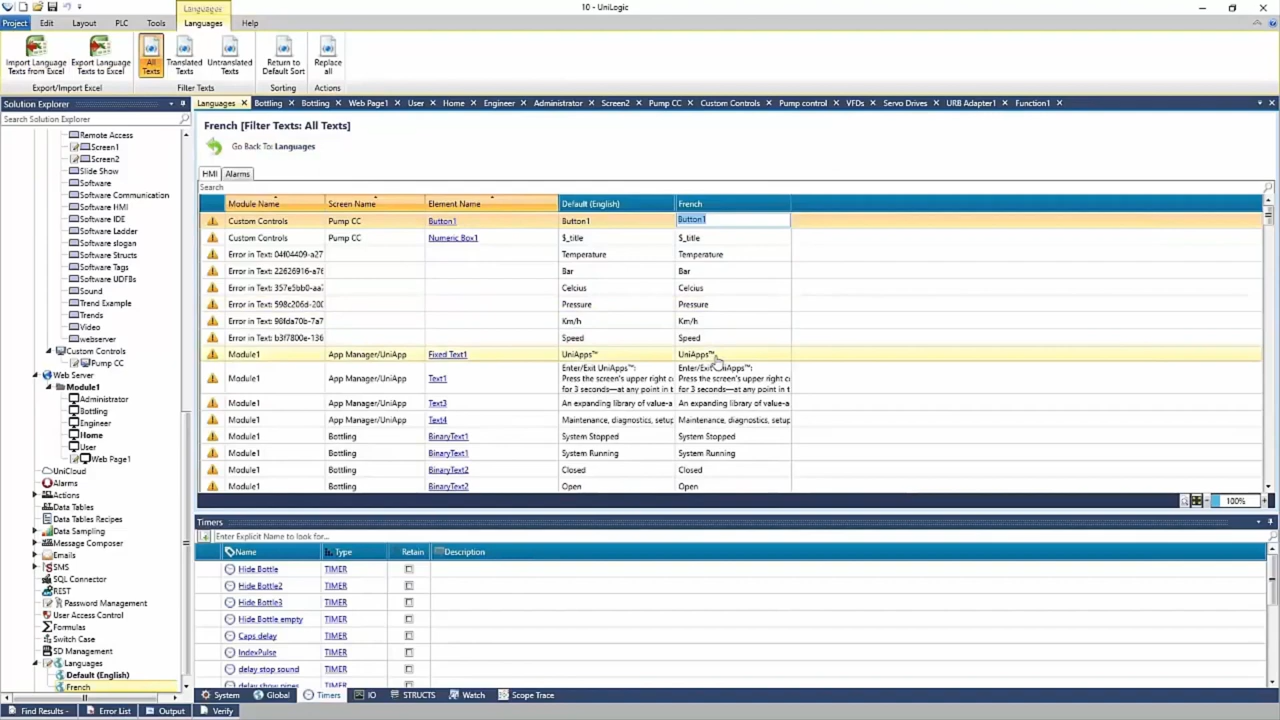 10 - UniLogic
Languages
Project Edit Layout PLC Tools Languages Help
Import Language Texts from Excel
Export Language Texts to Excel
All Texts
Translated Texts
Untranslated Texts
Return to Default Sort
Replace all
Export/Import Excel
Filter Texts
Sorting
Actions
Solution Explorer
Search Solution Explorer
Remote Access
Screen1
Screen2
Slide Show
Software
Software Communication
Software HMI
Software IDE
Software Ladder
Software slogan
Software Structs
Software Tags
Software UDFBs
Sound
Trend Example
Trends
Video
webserver
Custom Controls
Pump CC
Web Server
Module1
Administrator
Bottling
Engineer
Home
User
Web Page1
UniCloud
Alarms
Actions
Data Tables
Data Tables Recipes
Data Sampling
Message Composer
Emails
SMS
SQL Connector
REST
Password Management
User Access Control
Formulas
Switch Case
SD Management
Languages
Default (English)
French
Languages Bottling Bottling Web Page1 User Home Engineer Administrator Screen2 Pump CC Custom Controls Pump control VFDs Servo Drives URB Adapter1 Function1
French [Filter Texts: All Texts]
Go Back To: Languages
HMI Alarms
Search
Module Name Screen Name Element Name Default (English) French
Custom Controls Pump CC Button1 Button1 Button1
Custom Controls Pump CC Numeric Box1 $_title $_title
Error in Text: 04f04409-a27 Temperature Temperature
Error in Text: 22626916-a7 Bar Bar
Error in Text: 357e5bb0-aa Celcius Celcius
Error in Text: 598c206d-200 Pressure Pressure
Error in Text: 98fda70b-7a7 Km/h Km/h
Error in Text: b3f7800e-136 Speed Speed
Module1 App Manager/UniApp Fixed Text1 UniApps™ UniApps™
Module1 App Manager/UniApp Text1 Enter/Exit UniApps™: Enter/Exit UniApps™:
Press the screen's upper right c Press the screen's upper right c
for 3 seconds—at any point in t for 3 seconds—at any point in t
Module1 App Manager/UniApp Text3 An expanding library of value-a An expanding library of value-a
Module1 App Manager/UniApp Text4 Maintenance, diagnostics, setup Maintenance, diagnostics, setup
Module1 Bottling BinaryText1 System Stopped System Stopped
Module1 Bottling BinaryText1 System Running System Running
Module1 Bottling BinaryText2 Closed Closed
Module1 Bottling BinaryText2 Open Open
100%
Timers
Enter Explicit Name to look for...
Name Type Retain Description
Hide Bottle TIMER
Hide Bottle2 TIMER
Hide Bottle3 TIMER
Hide Bottle empty TIMER
Caps delay TIMER
IndexPulse TIMER
delay stop sound TIMER
delay show pipes TIMER
System Global Timers IO STRUCTS Watch Scope Trace
Find Results - Error List Output Verify